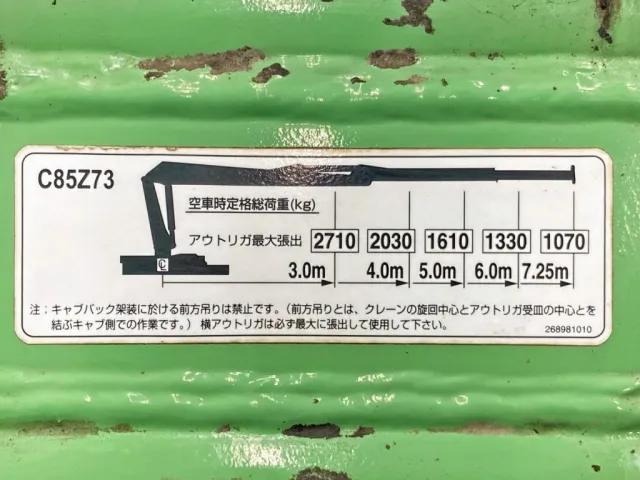 C85Z73
空車時定格総荷重(kg)
アウトリガ最大張出 2710 2030 1610 1330 1070
3.0m 4.0m 5.0m 6.0m 7.25m
注：キャブバック架装に於ける前方吊りは禁止です。（前方吊りとは、クレーンの旋回中心とアウトリガ受皿の中心とを
結ぶキャブ側での作業です。）横アウトリガは必ず最大に張出して使用して下さい。
268981010